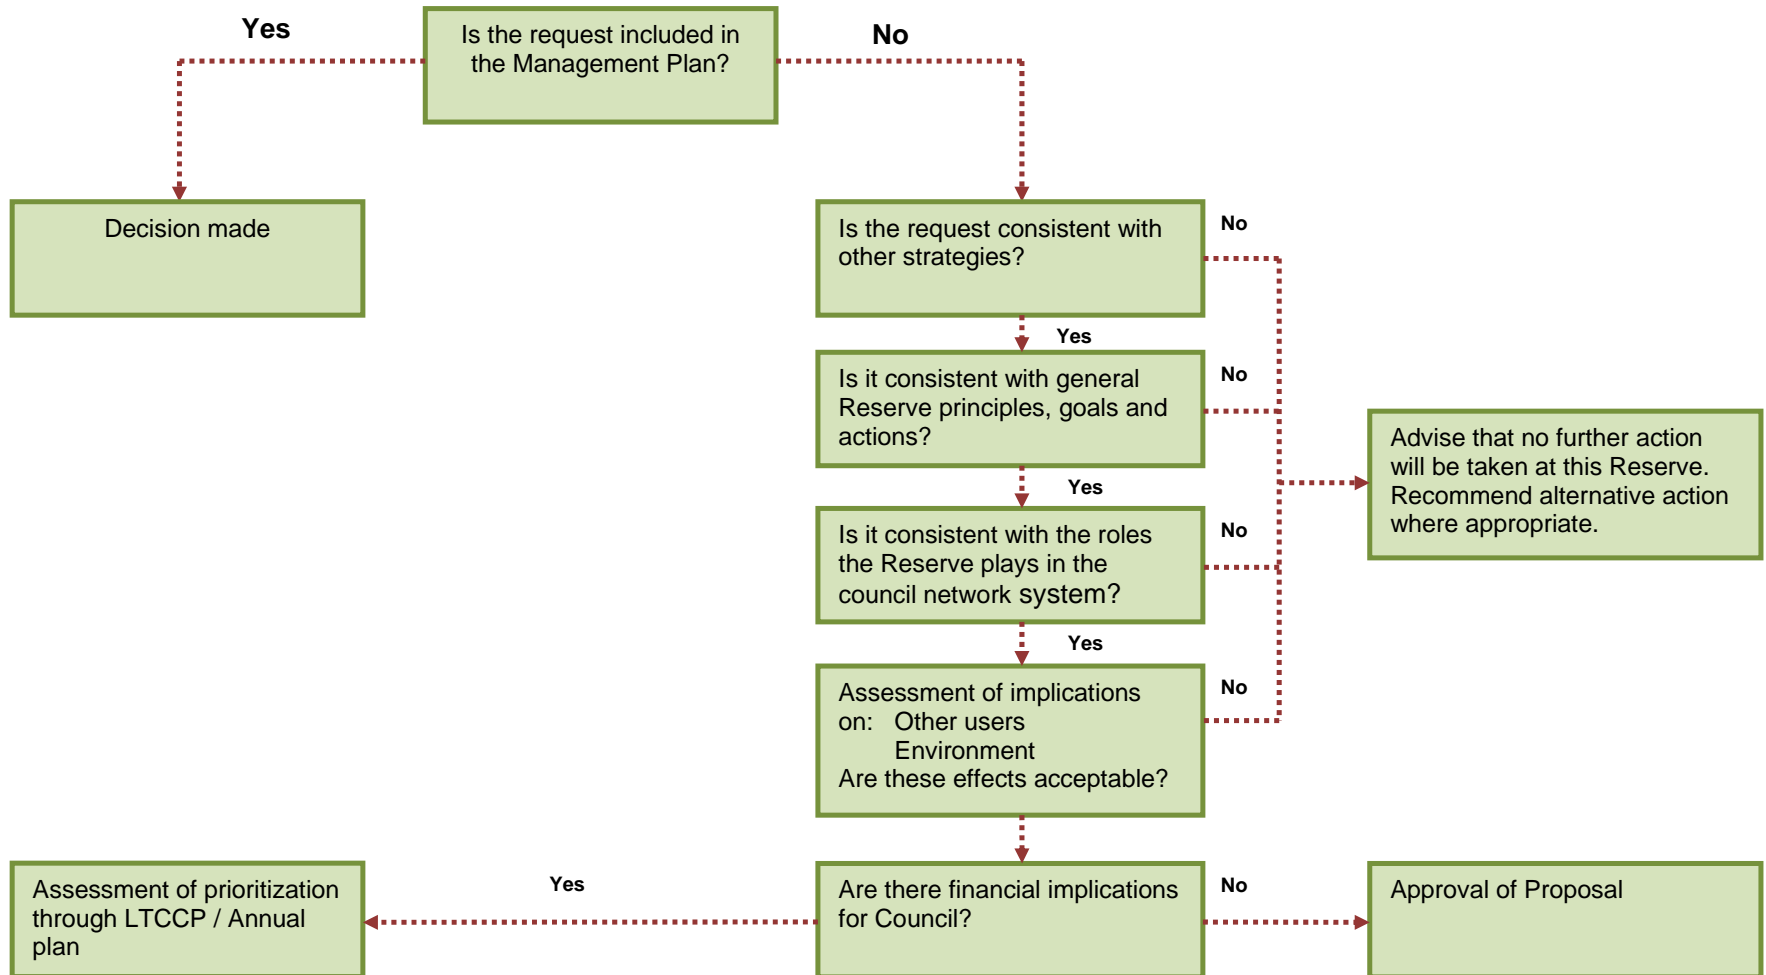 Yes
Is the request included in
the Management Plan?
No
Decision made
Is the request consistent with
other strategies?
No
Yes
Is it consistent with general
Reserve principles, goals and
actions?
No
Advise that no further action
will be taken at this Reserve.
Recommend alternative action
where appropriate.
Yes
Is it consistent with the roles
the Reserve plays in the
council network system?
No
Yes
Assessment of implications
on: Other users
Environment
Are these effects acceptable?
No
Assessment of prioritization
through LTCCP / Annual
plan
Yes
Are there financial implications
for Council?
No
Approval of Proposal